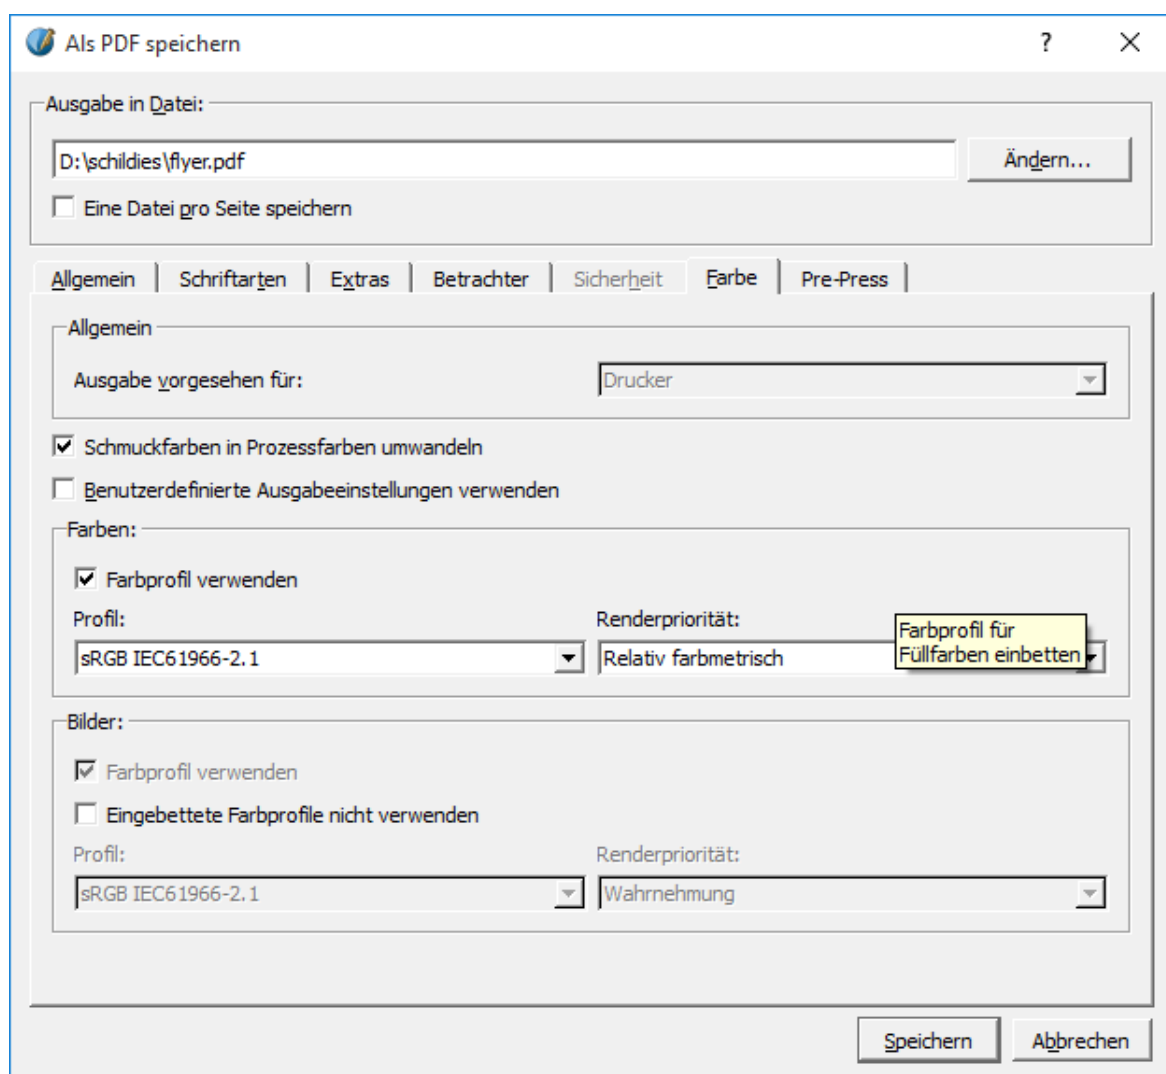 Als PDF speichern
?
Ausgabe in Datei:
D:\schildies\flyer.pdf
Ändern...
Eine Datei pro Seite speichern
Allgemein
Schriftarten
Extras
Betrachter
Sicherheit
Farbe
Pre-Press
Allgemein
Ausgabe vorgesehen für:
Drucker
Schmuckfarben in Prozessfarben umwandeln
Benutzerdefinierte Ausgabeeinstellungen verwenden
Farben:
Farbprofil verwenden
Profil:
Renderpriorität:
sRGB IEC61966-2.1
Relativ farbmetrisch
Farbprofil für
Füllfarben einbetten
Bilder:
Farbprofil verwenden
Eingebettete Farbprofile nicht verwenden
Profil:
Renderpriorität:
sRGB IEC61966-2.1
Wahrnehmung
Speichern
Abbrechen